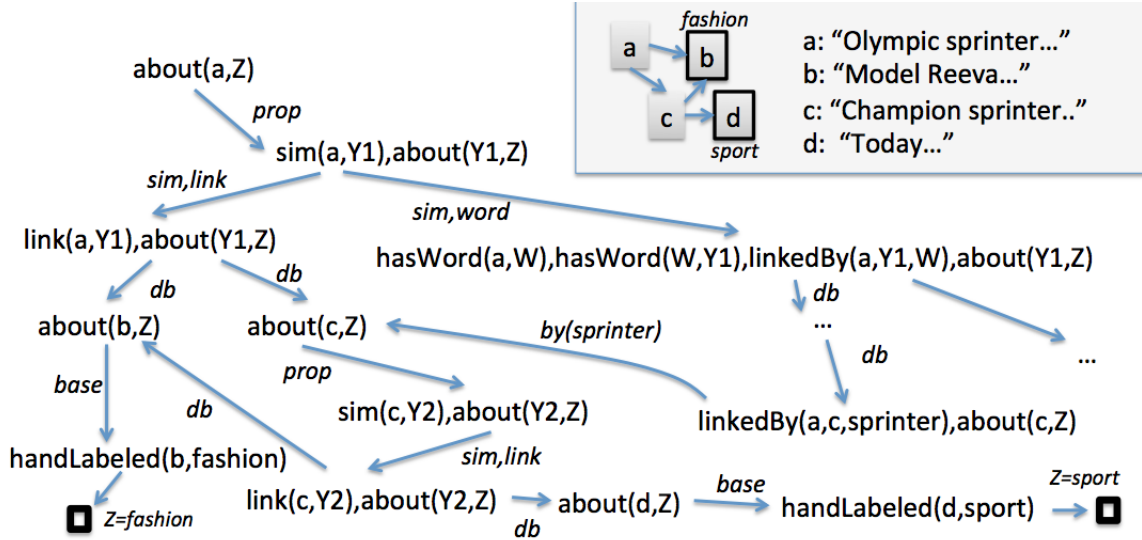 fashion
a
b
c
d
sport
a: “Olympic sprinter…”
b: “Model Reeva…”
c: “Champion sprinter..”
d: “Today…”
about(a,Z)
prop
sim(a,Y1),about(Y1,Z)
sim,link
sim,word
link(a,Y1),about(Y1,Z)
hasWord(a,W),hasWord(W,Y1),linkedBy(a,Y1,W),about(Y1,Z)
db
db
db
about(b,Z)
about(c,Z)
by(sprinter)
…
db
…
base
prop
db
sim(c,Y2),about(Y2,Z)
linkedBy(a,c,sprinter),about(c,Z)
handLabeled(b,fashion)
sim,link
Z=fashion
link(c,Y2),about(Y2,Z)
db
about(d,Z)
base
handLabeled(d,sport)
Z=sport